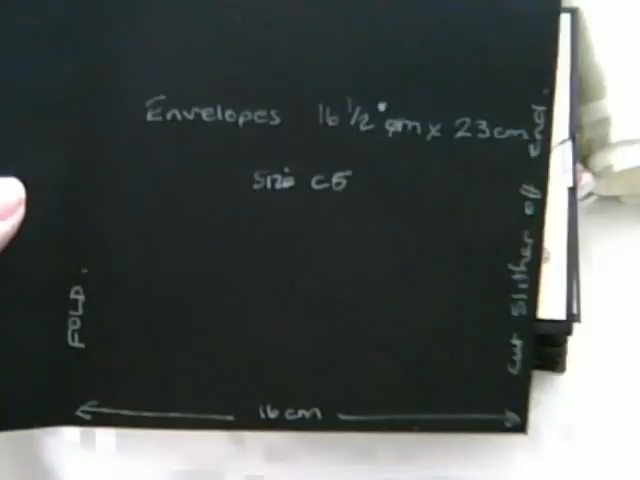 Envelopes 16 1/2 cm x 23cm
Size C5
FOLD.
cut slither off end.
16cm